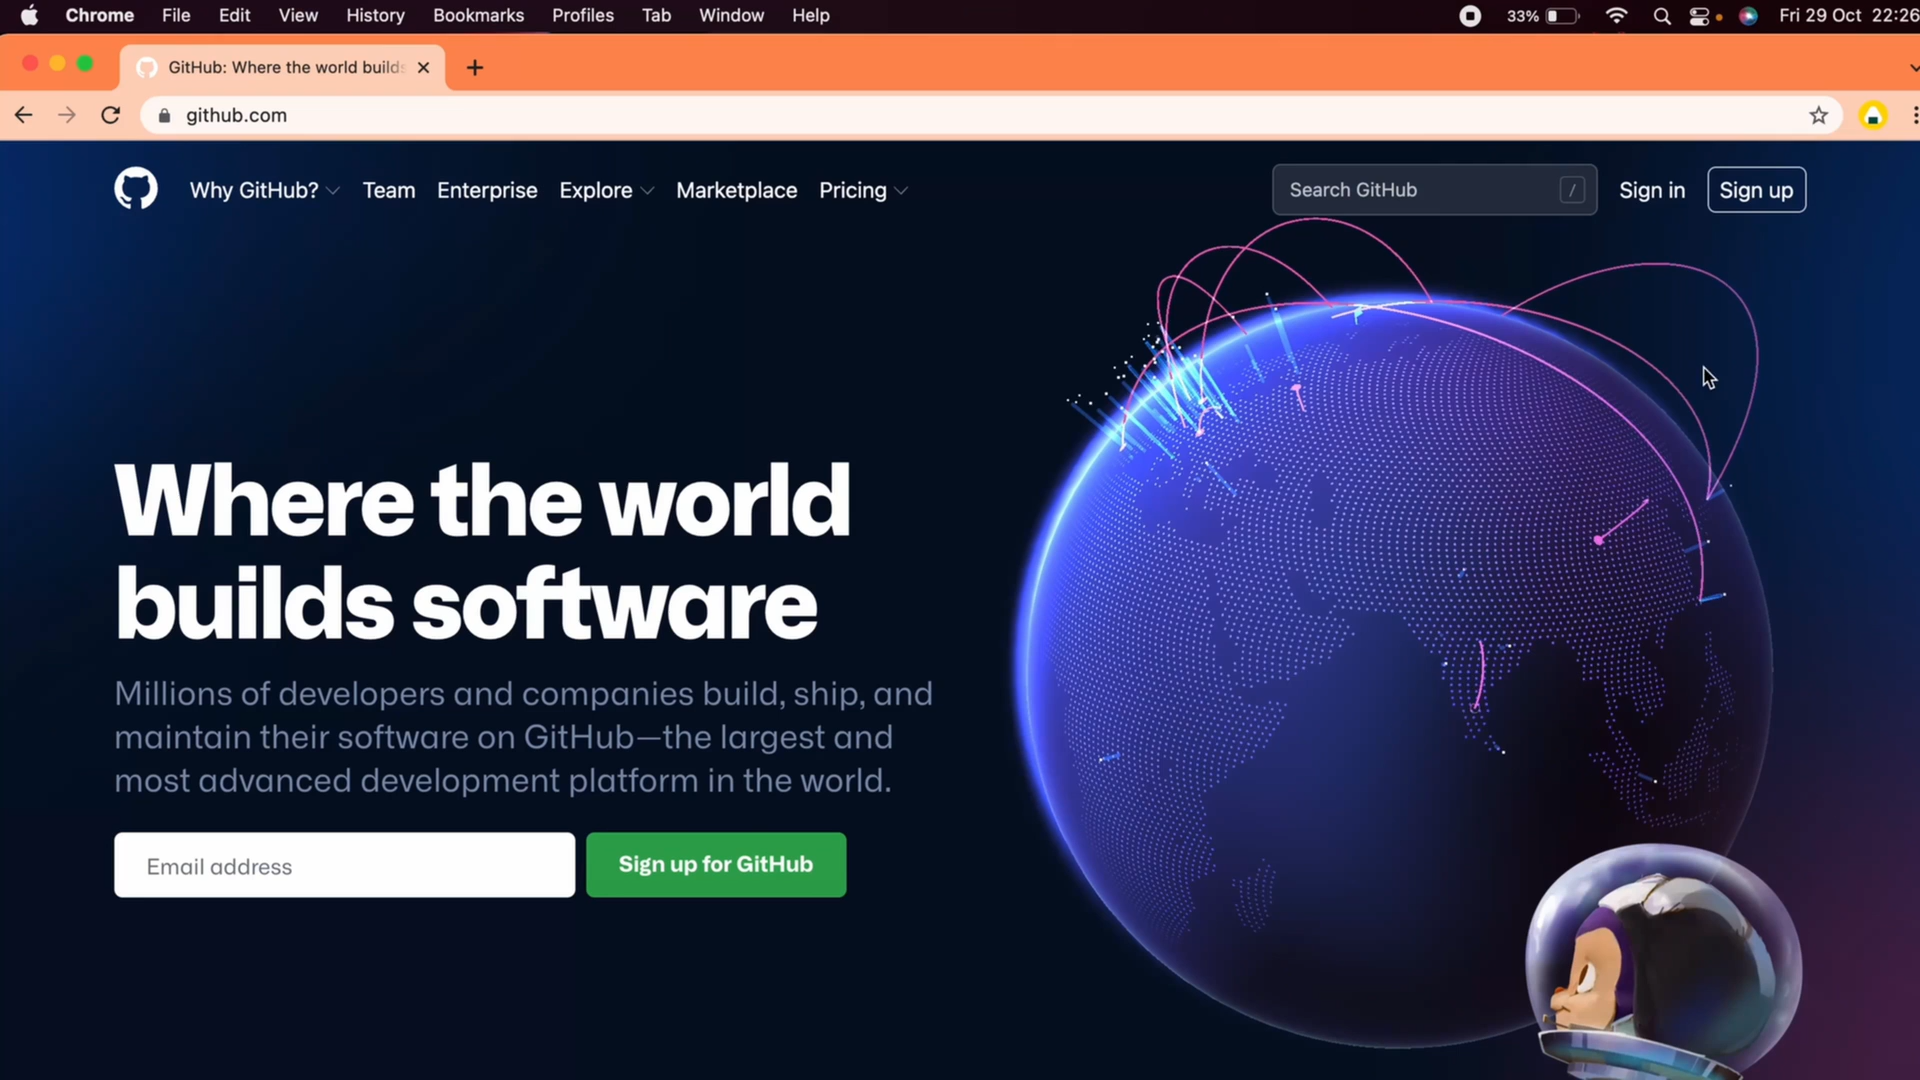 Chrome File Edit View History Bookmarks Profiles Tab Window Help 33% Fri 29 Oct 22:26
GitHub: Where the world builds
github.com
Why GitHub? Team Enterprise Explore Marketplace Pricing Search GitHub / Sign in Sign up
Where the world
builds software
Millions of developers and companies build, ship, and
maintain their software on GitHub—the largest and
most advanced development platform in the world.
Email address Sign up for GitHub